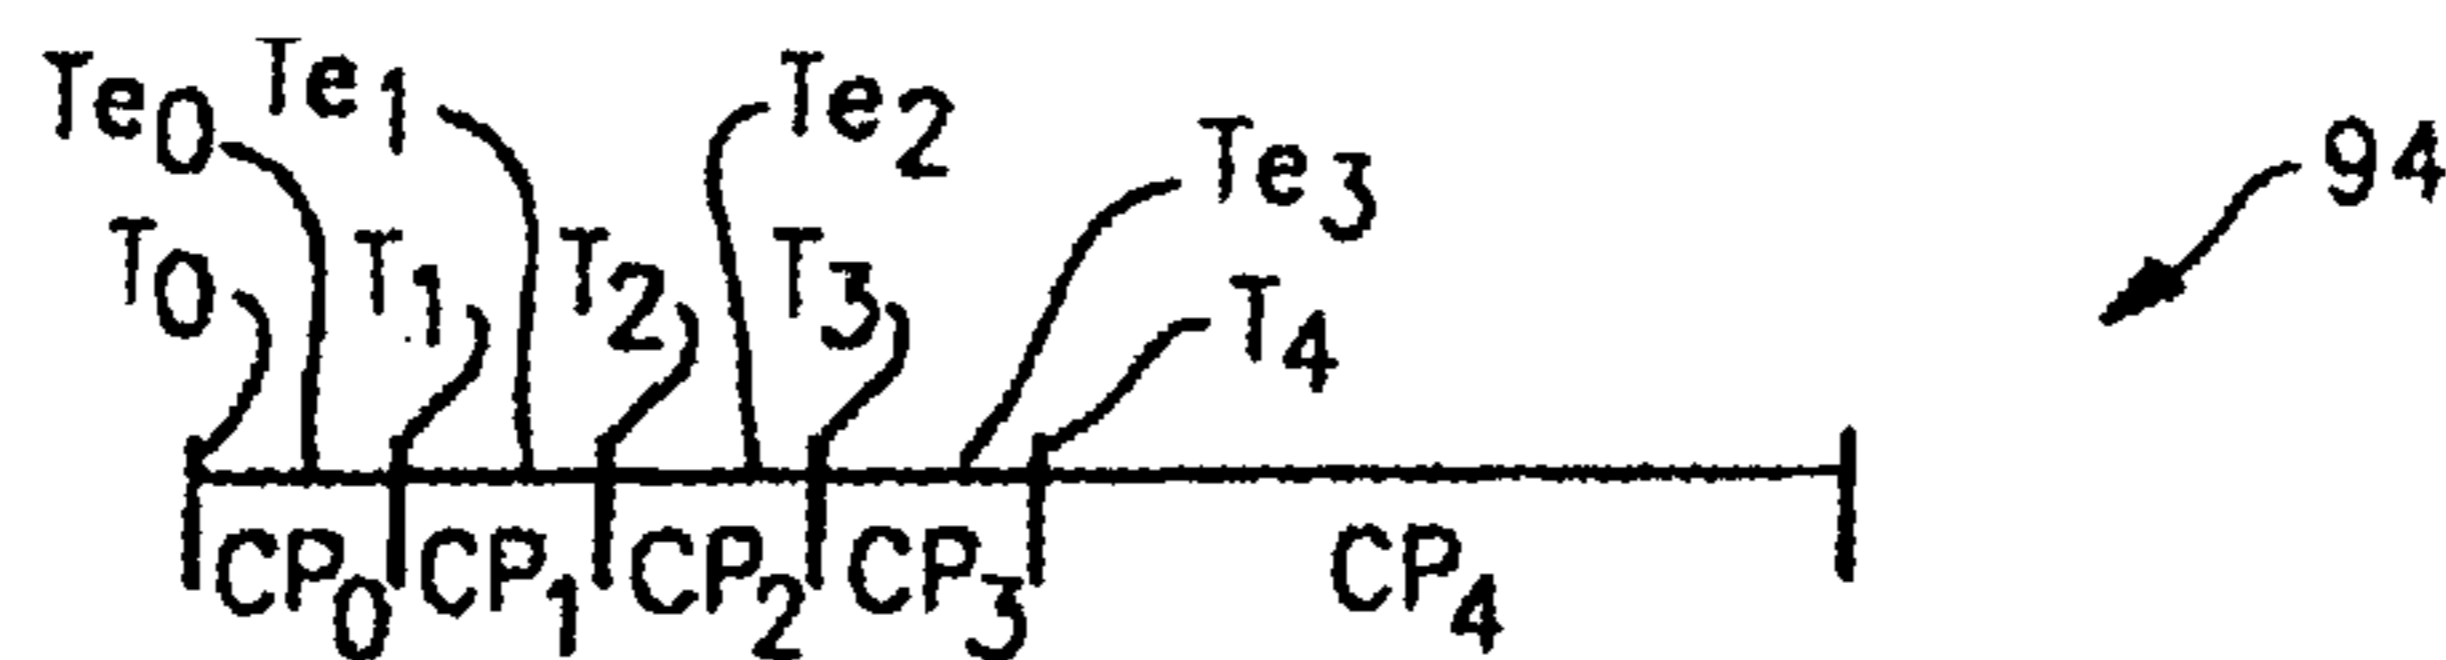 Te0 Te1 Te2 Te3 94
T0 T1 T2 T3 T4
CP0 CP1 CP2 CP3 CP4